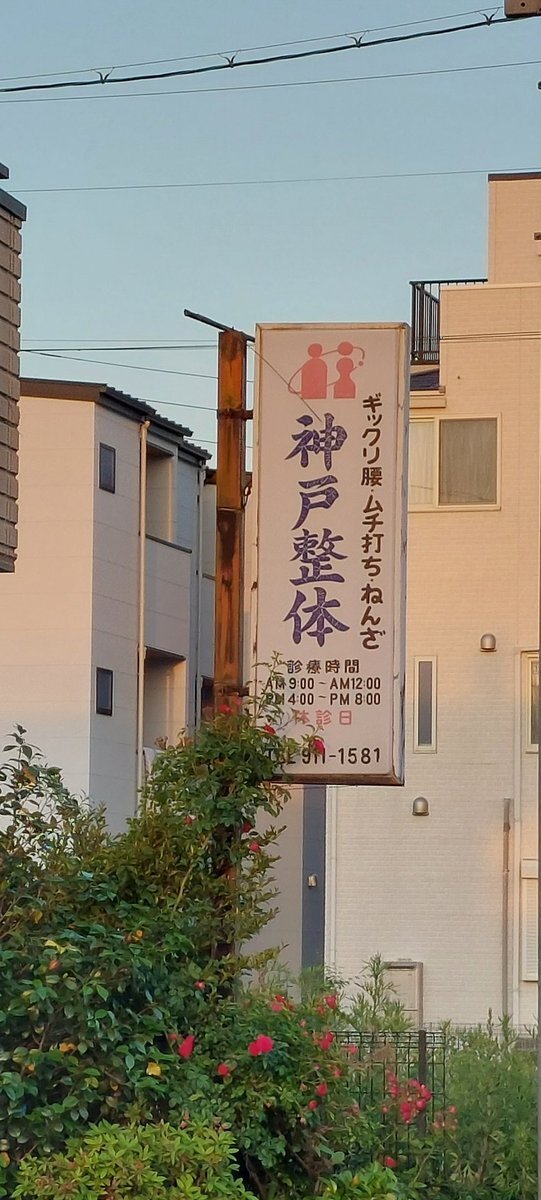 ギックリ腰・ムチ打ち・ねんざ
神戸整体
診療時間
AM 9:00 ~ AM12:00
PM 4:00 ~ PM 8:00
休診日
TEL 911-1581